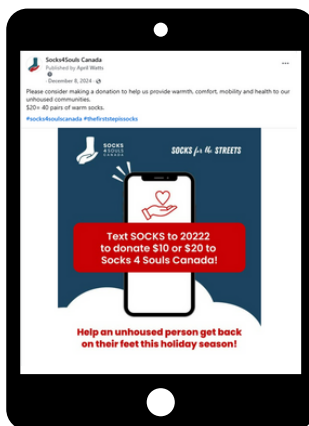 Socks4Souls Canada
Published by April Watts
December 8, 2024
Please consider making a donation to help us provide warmth, comfort, mobility and health to our
unhoused communities.
$20= 40 pairs of warm socks.
#socks4soulscanada #thefirststepissocks
SOCKS
4 SOULS
CANADA
SOCKS for the STREETS
Text SOCKS to 20222
to donate $10 or $20 to
Socks 4 Souls Canada!
Help an unhoused person get back
on their feet this holiday season!